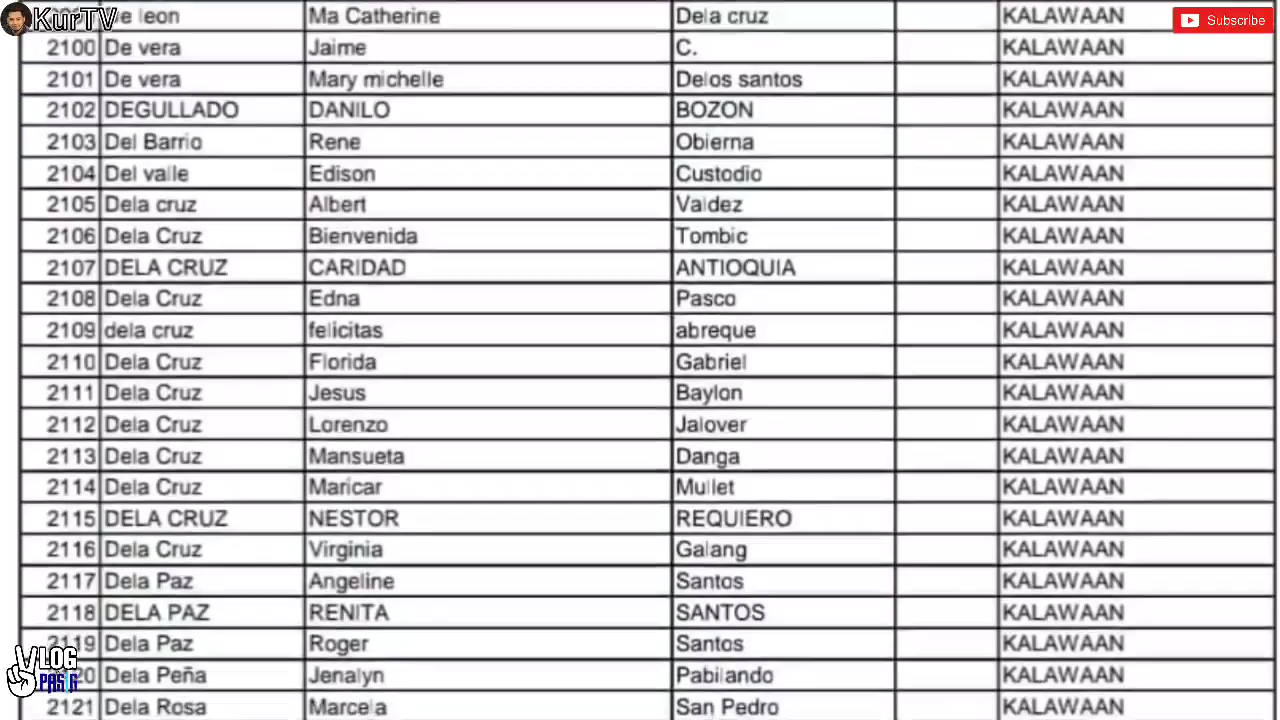 KurTV
Subscribe
De leon Ma Catherine Dela cruz KALAWAAN
2100 De vera Jaime C. KALAWAAN
2101 De vera Mary michelle Delos santos KALAWAAN
2102 DEGULLADO DANILO BOZON KALAWAAN
2103 Del Barrio Rene Obierna KALAWAAN
2104 Del valle Edison Custodio KALAWAAN
2105 Dela cruz Albert Valdez KALAWAAN
2106 Dela Cruz Bienvenida Tombic KALAWAAN
2107 DELA CRUZ CARIDAD ANTIOQUIA KALAWAAN
2108 Dela Cruz Edna Pasco KALAWAAN
2109 dela cruz felicitas abreque KALAWAAN
2110 Dela Cruz Florida Gabriel KALAWAAN
2111 Dela Cruz Jesus Baylon KALAWAAN
2112 Dela Cruz Lorenzo Jalover KALAWAAN
2113 Dela Cruz Mansueta Danga KALAWAAN
2114 Dela Cruz Maricar Mullet KALAWAAN
2115 DELA CRUZ NESTOR REQUIERO KALAWAAN
2116 Dela Cruz Virginia Galang KALAWAAN
2117 Dela Paz Angeline Santos KALAWAAN
2118 DELA PAZ RENITA SANTOS KALAWAAN
2119 Dela Paz Roger Santos KALAWAAN
Dela Peña Jenalyn Pabilando KALAWAAN
2121 Dela Rosa Marcela San Pedro KALAWAAN
VLOG
PASIG